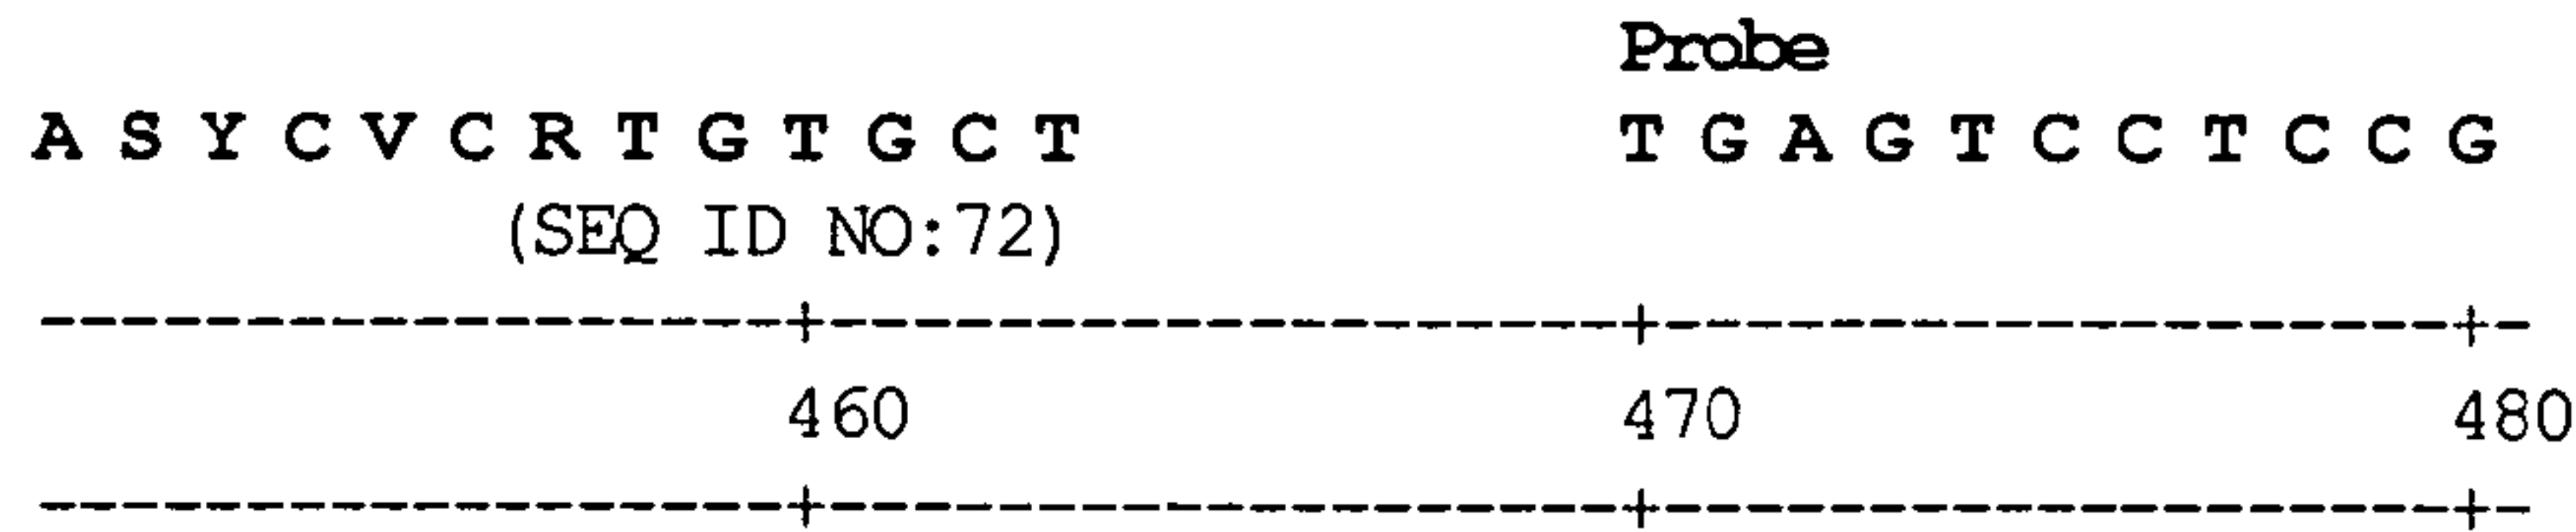 Probe
A S Y C V C R T G T G C T T G A G T C C T C C G
(SEQ ID NO:72)
------------------+-------------------+-------------------+--
460 470 480
------------------+-------------------+-------------------+--